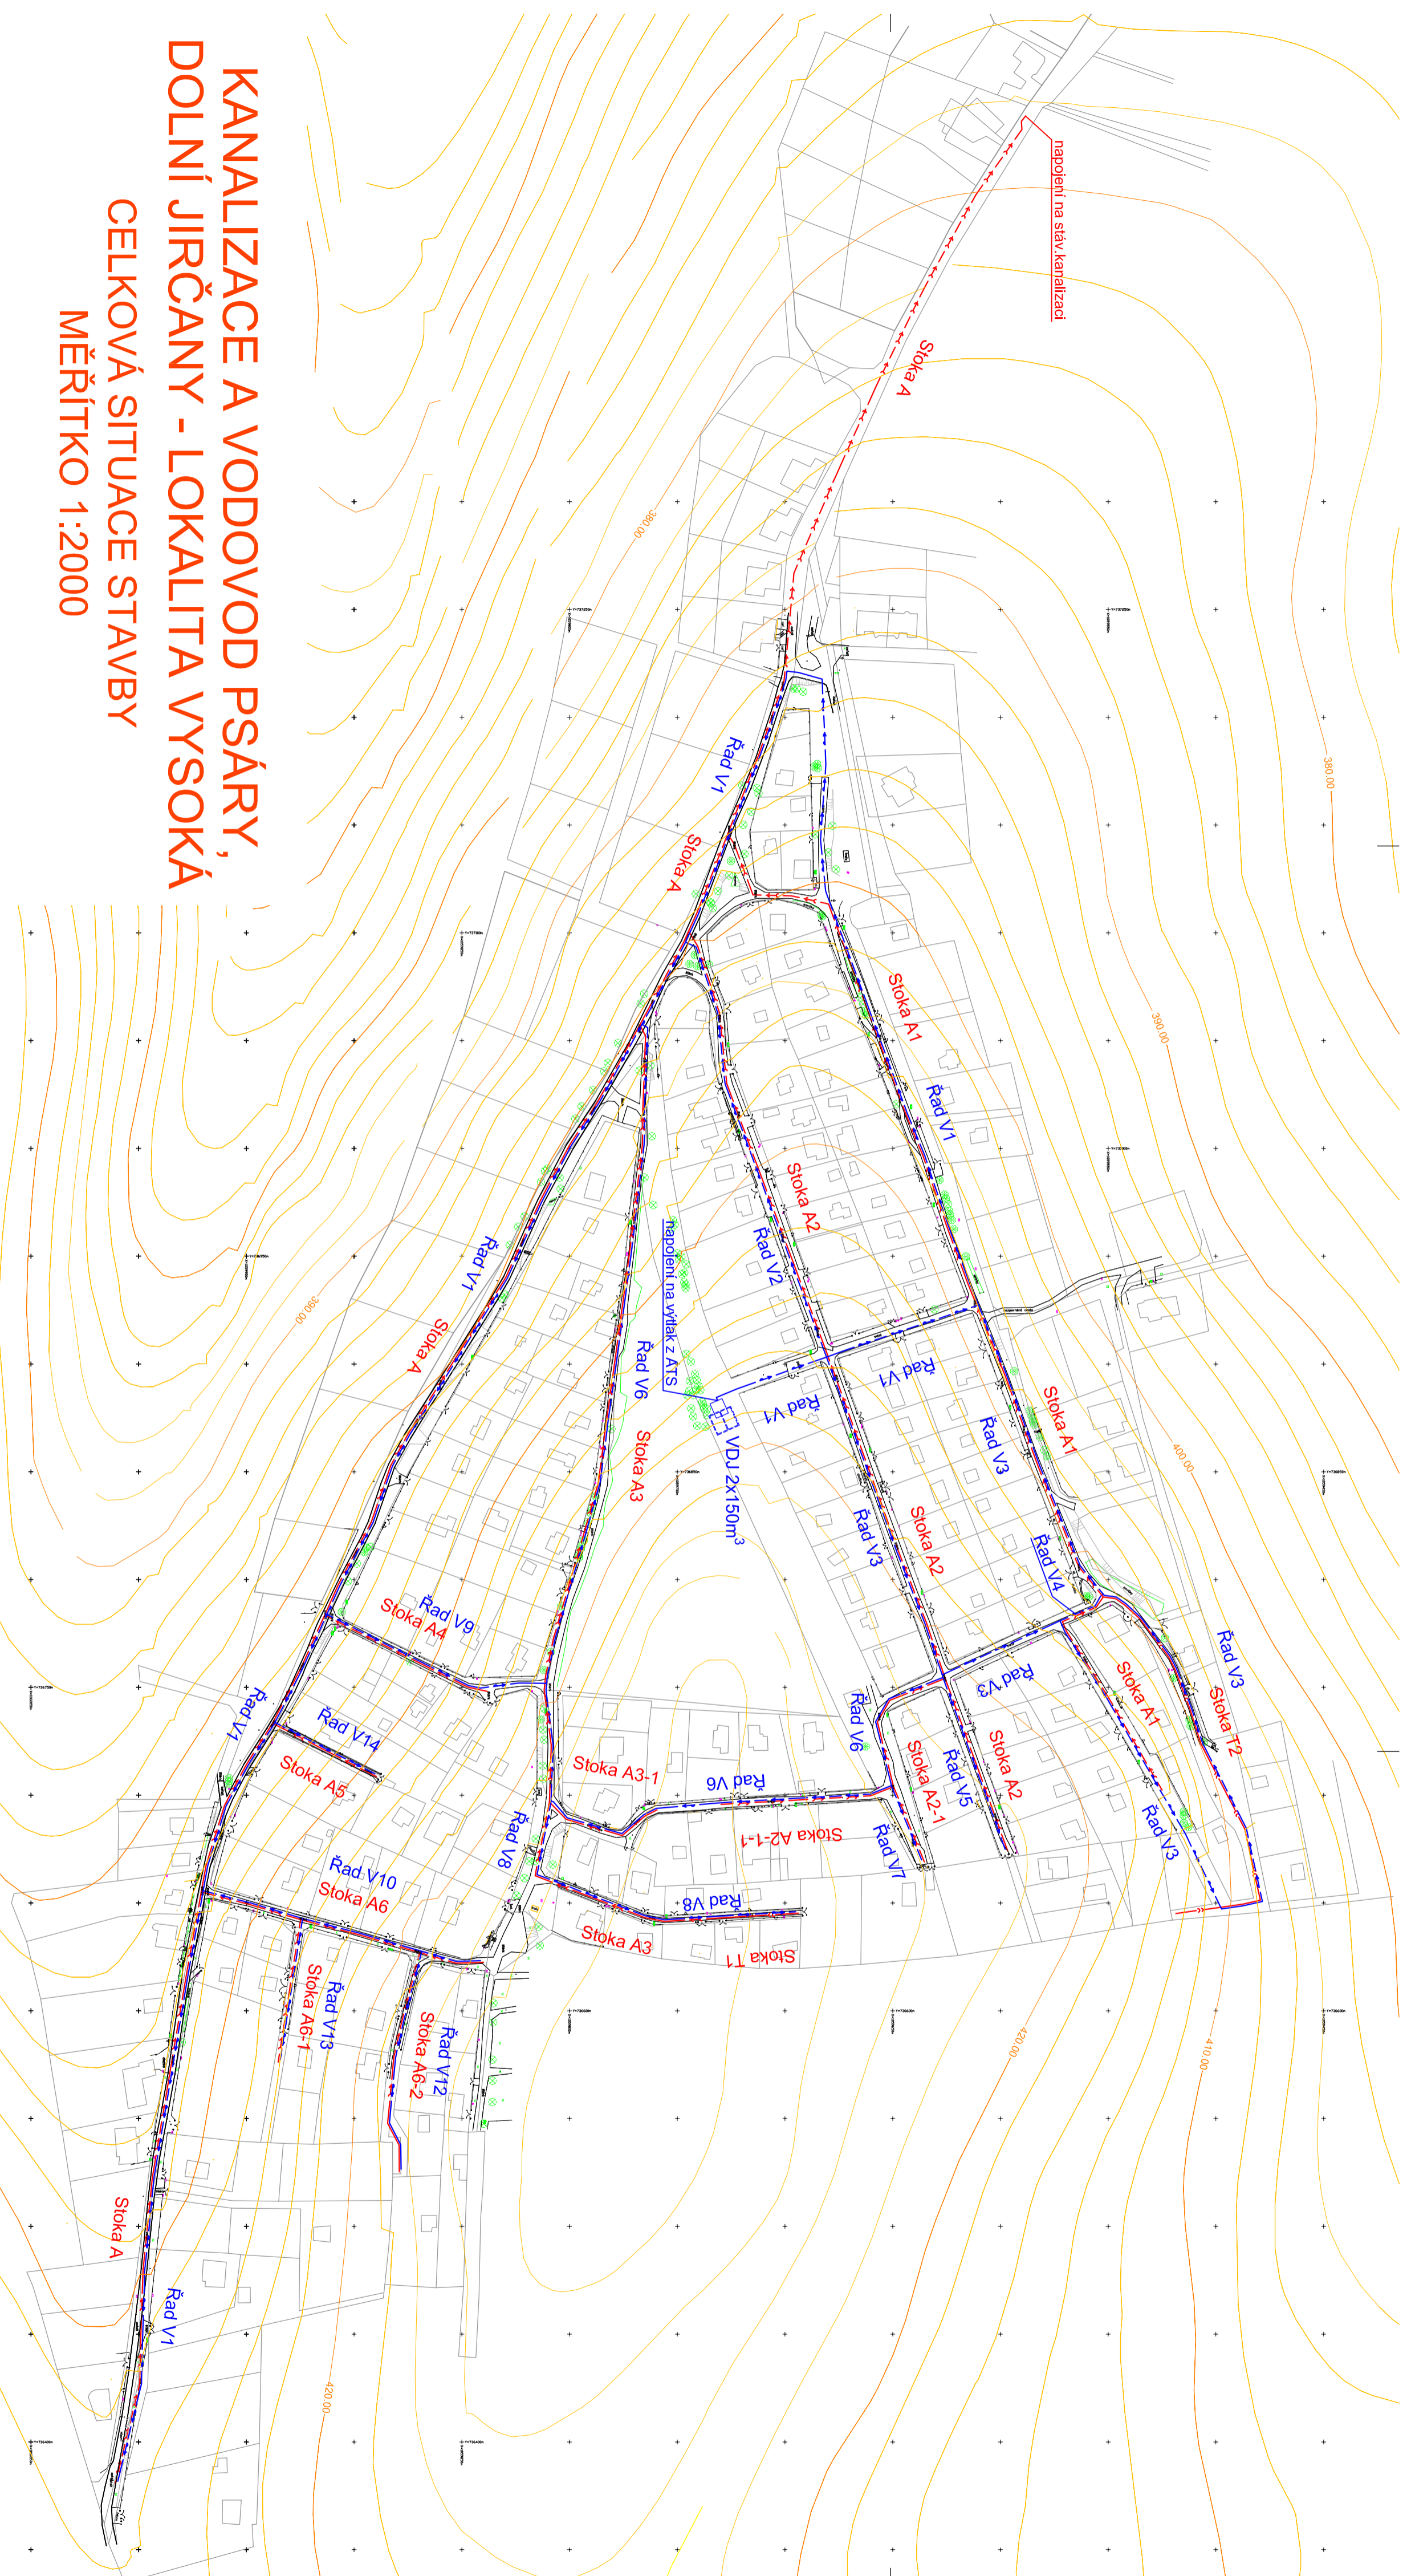 KANALIZACE A VODOVOD PSÁRY,
DOLNÍ JIRČANY - LOKALITA VYSOKÁ
CELKOVÁ SITUACE STAVBY
MĚŘÍTKO 1:2000
napojení na stáv.kanalizaci
Stoka A
380.00
380.00
Řad V1
Stoka A
Stoka A1
390.00
Řad V1
Stoka A2
Řad V2
napojení na výtlak z ATS
Řad V1
390.00
Stoka A
Řad V6
Stoka A3
Řad V1
Řad V1
VDJ 2x150m³
Řad V3
Stoka A1
400.00
Řad V3
Stoka A2
Řad V4
Řad V9
Stoka A4
Řad V3
Stoka A1
Řad V3
Stoka T2
Řad V1
Řad V14
Stoka A5
Stoka A3-1
Řad V6
Řad V6
Stoka A2-1
Řad V5
Stoka A2
Řad V3
Řad V8
Stoka A2-1-1
Řad V7
Řad V10
Stoka A6
Řad V8
Stoka A3
Stoka T1
Řad V13
Stoka A6-1
Řad V12
Stoka A6-2
420.00
410.00
Stoka A
Řad V1
420.00